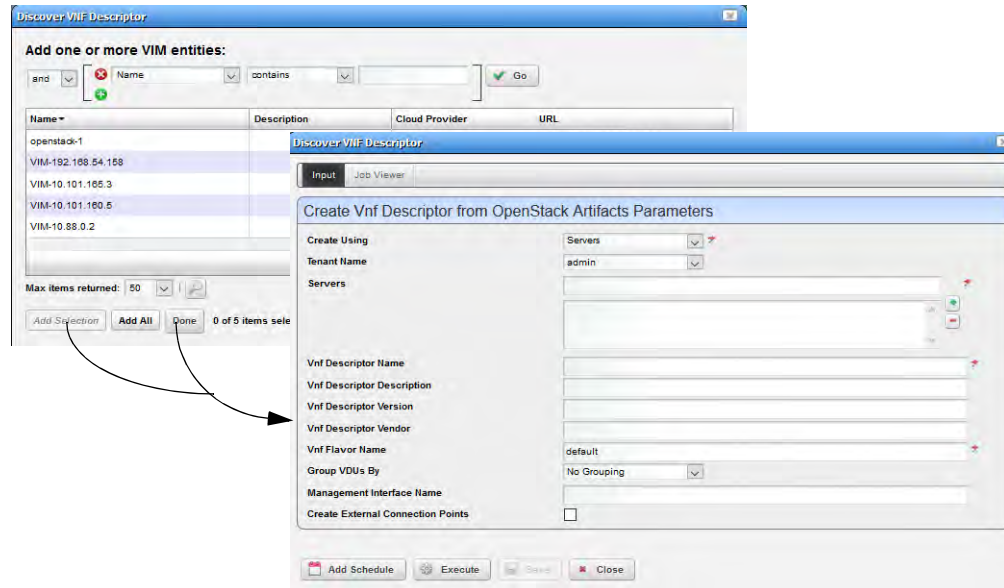 Discover VNF Descriptor
Add one or more VIM entities:
and Name contains Go
Name Description Cloud Provider URL
openstack-1
VIM-192.168.54.158
VIM-10.101.165.3
VIM-10.101.160.5
VIM-10.88.0.2
Max items returned: 50
Add Selection Add All Done 0 of 5 items sele
Discover VNF Descriptor
Input Job Viewer
Create Vnf Descriptor from OpenStack Artifacts Parameters
Create Using Servers
Tenant Name admin
Servers
Vnf Descriptor Name
Vnf Descriptor Description
Vnf Descriptor Version
Vnf Descriptor Vendor
Vnf Flavor Name default
Group VDUs By No Grouping
Management Interface Name
Create External Connection Points
Add Schedule Execute Save Close